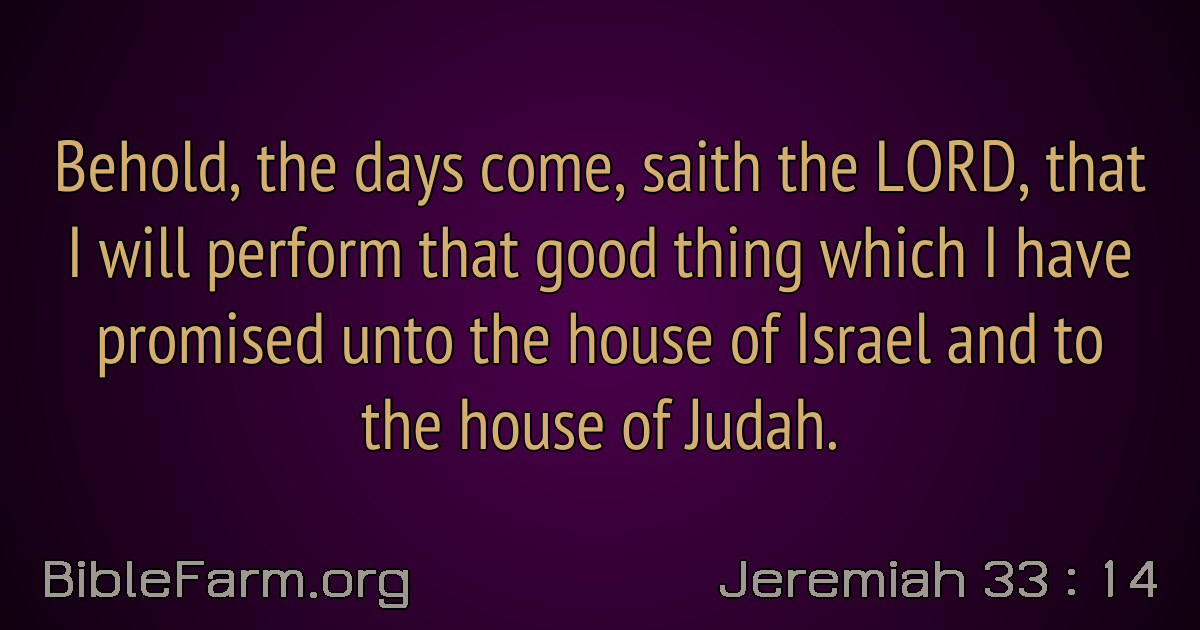 Behold, the days come, saith the LORD, that
I will perform that good thing which I have
promised unto the house of Israel and to
the house of Judah.
BibleFarm.org
Jeremiah 33 : 14